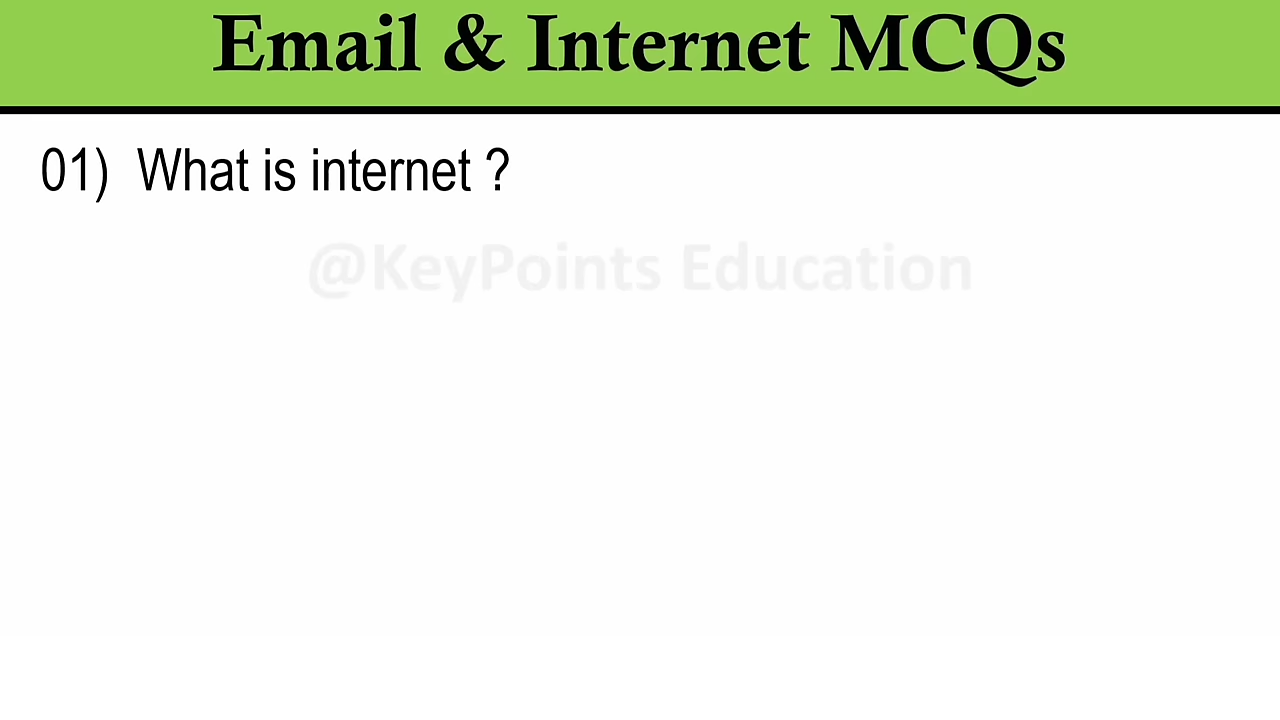 Email & Internet MCQs
01) What is internet ?
@KeyPoints Education